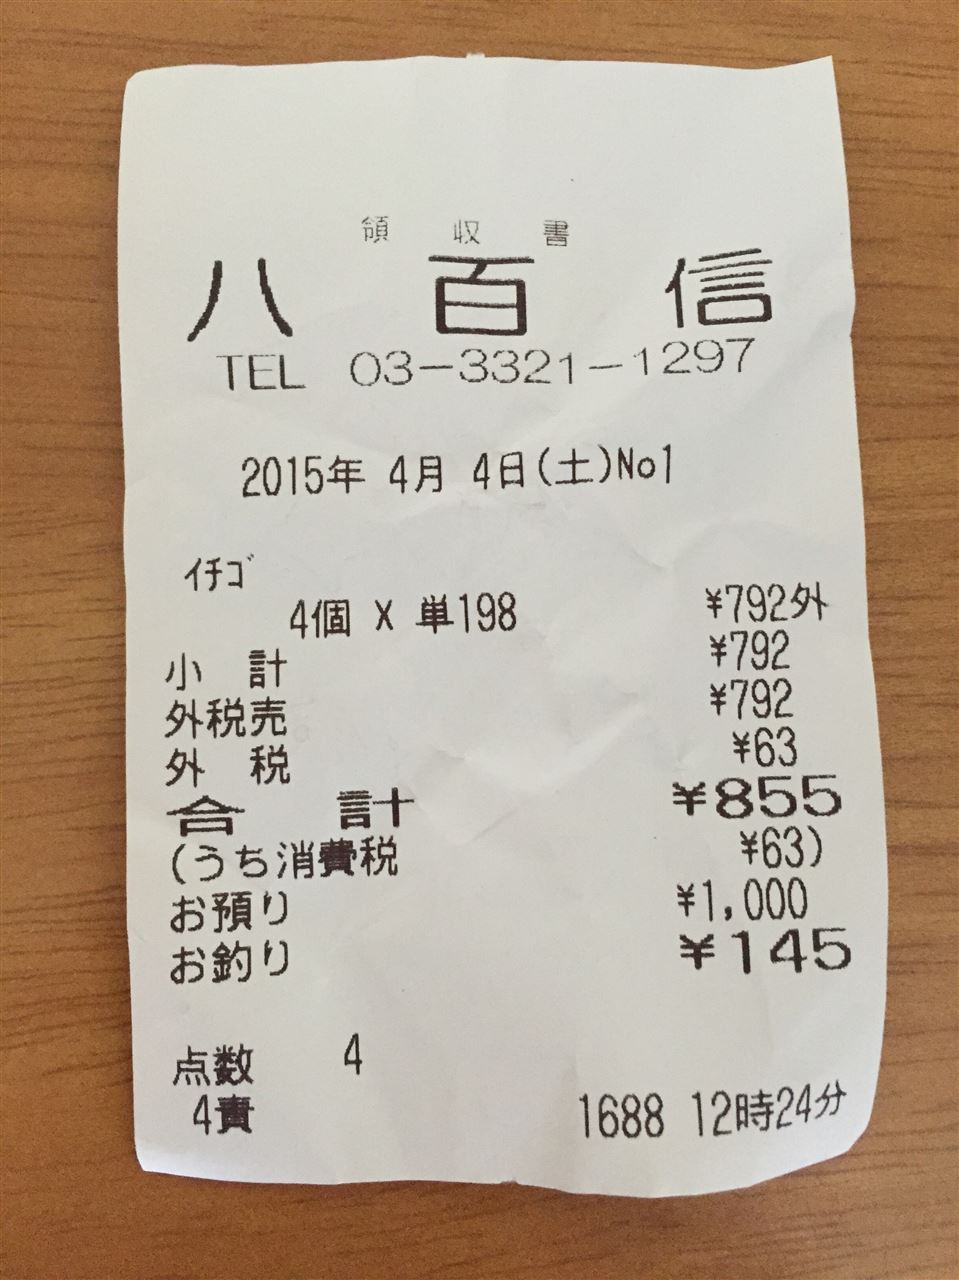 領収書
八百信
TEL 03-3321-1297
2015年 4月 4日(土)No1
ｲﾁｺﾞ
4個 X 単198 ¥792外
小計 ¥792
外税売 ¥792
外税 ¥63
合計 ¥855
(うち消費税 ¥63)
お預り ¥1,000
お釣り ¥145
点数 4
4責 1688 12時24分